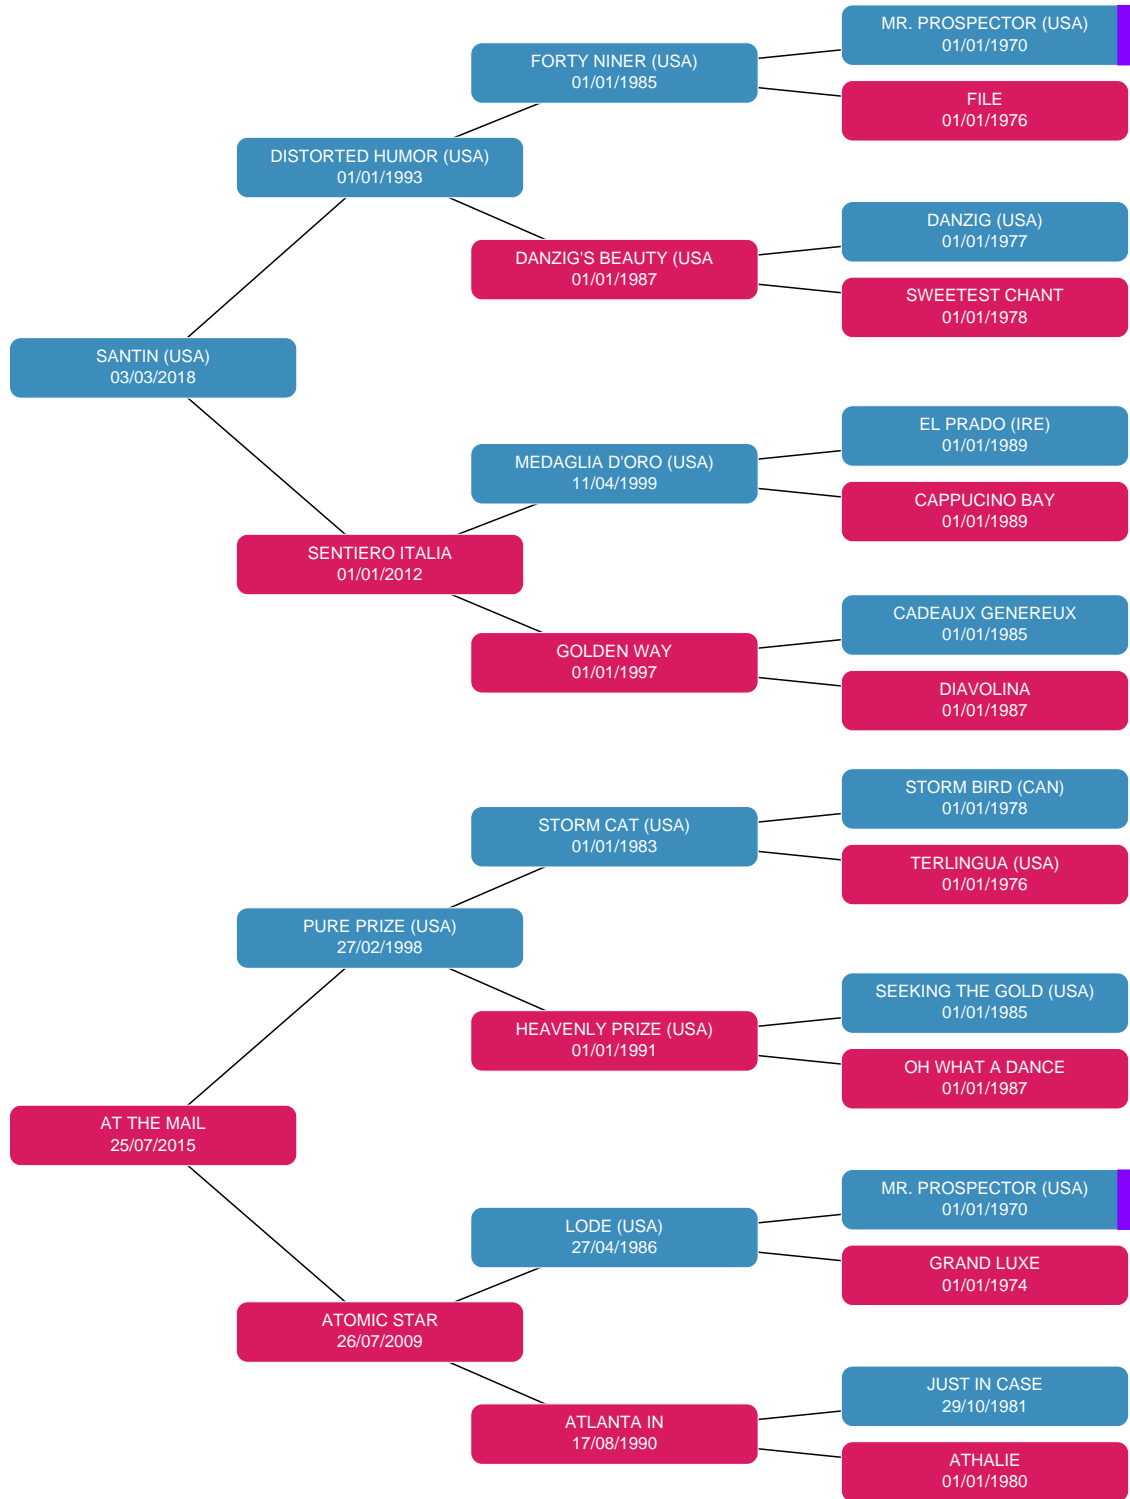 MR. PROSPECTOR (USA)
01/01/1970
FORTY NINER (USA)
01/01/1985
FILE
01/01/1976
DISTORTED HUMOR (USA)
01/01/1993
DANZIG (USA)
01/01/1977
DANZIG'S BEAUTY (USA
01/01/1987
SWEETEST CHANT
01/01/1978
SANTIN (USA)
03/03/2018
EL PRADO (IRE)
01/01/1989
MEDAGLIA D'ORO (USA)
11/04/1999
CAPPUCINO BAY
01/01/1989
SENTIERO ITALIA
01/01/2012
CADEAUX GENEREUX
01/01/1985
GOLDEN WAY
01/01/1997
DIAVOLINA
01/01/1987
STORM BIRD (CAN)
01/01/1978
STORM CAT (USA)
01/01/1983
TERLINGUA (USA)
01/01/1976
PURE PRIZE (USA)
27/02/1998
SEEKING THE GOLD (USA)
01/01/1985
HEAVENLY PRIZE (USA)
01/01/1991
OH WHAT A DANCE
01/01/1987
AT THE MAIL
25/07/2015
MR. PROSPECTOR (USA)
01/01/1970
LODE (USA)
27/04/1986
GRAND LUXE
01/01/1974
ATOMIC STAR
26/07/2009
JUST IN CASE
29/10/1981
ATLANTA IN
17/08/1990
ATHALIE
01/01/1980